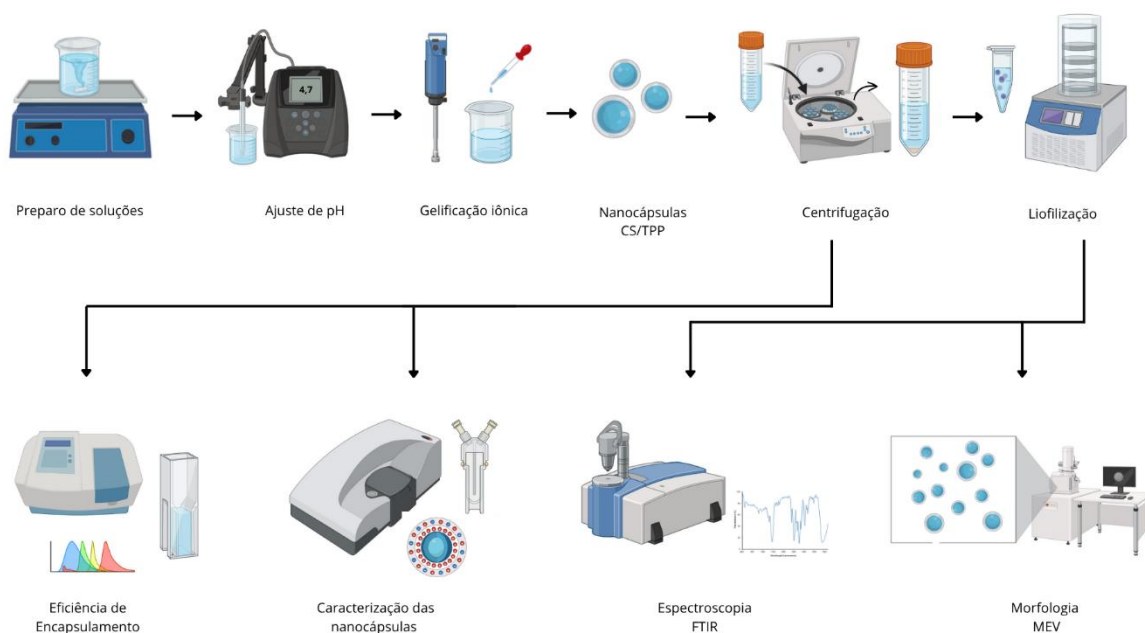 4,7
Preparo de soluções
Ajuste de pH
Gelificação iônica
Nanocápsulas
CS/TPP
Centrifugação
Liofilização
Eficiência de
Encapsulamento
Caracterização das
nanocápsulas
Espectroscopia
FTIR
Morfologia
MEV